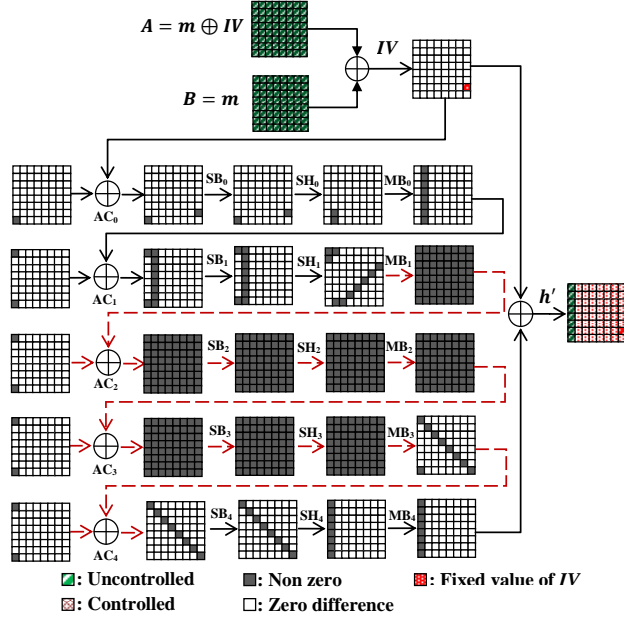 A = m ⊕ IV
IV
B = m
SB₀ SH₀ MB₀
AC₀
SB₁ SH₁ MB₁
AC₁
h′
SB₂ SH₂ MB₂
AC₂
SB₃ SH₃ MB₃
AC₃
SB₄ SH₄ MB₄
AC₄
: Uncontrolled : Non zero : Fixed value of IV
: Controlled : Zero difference